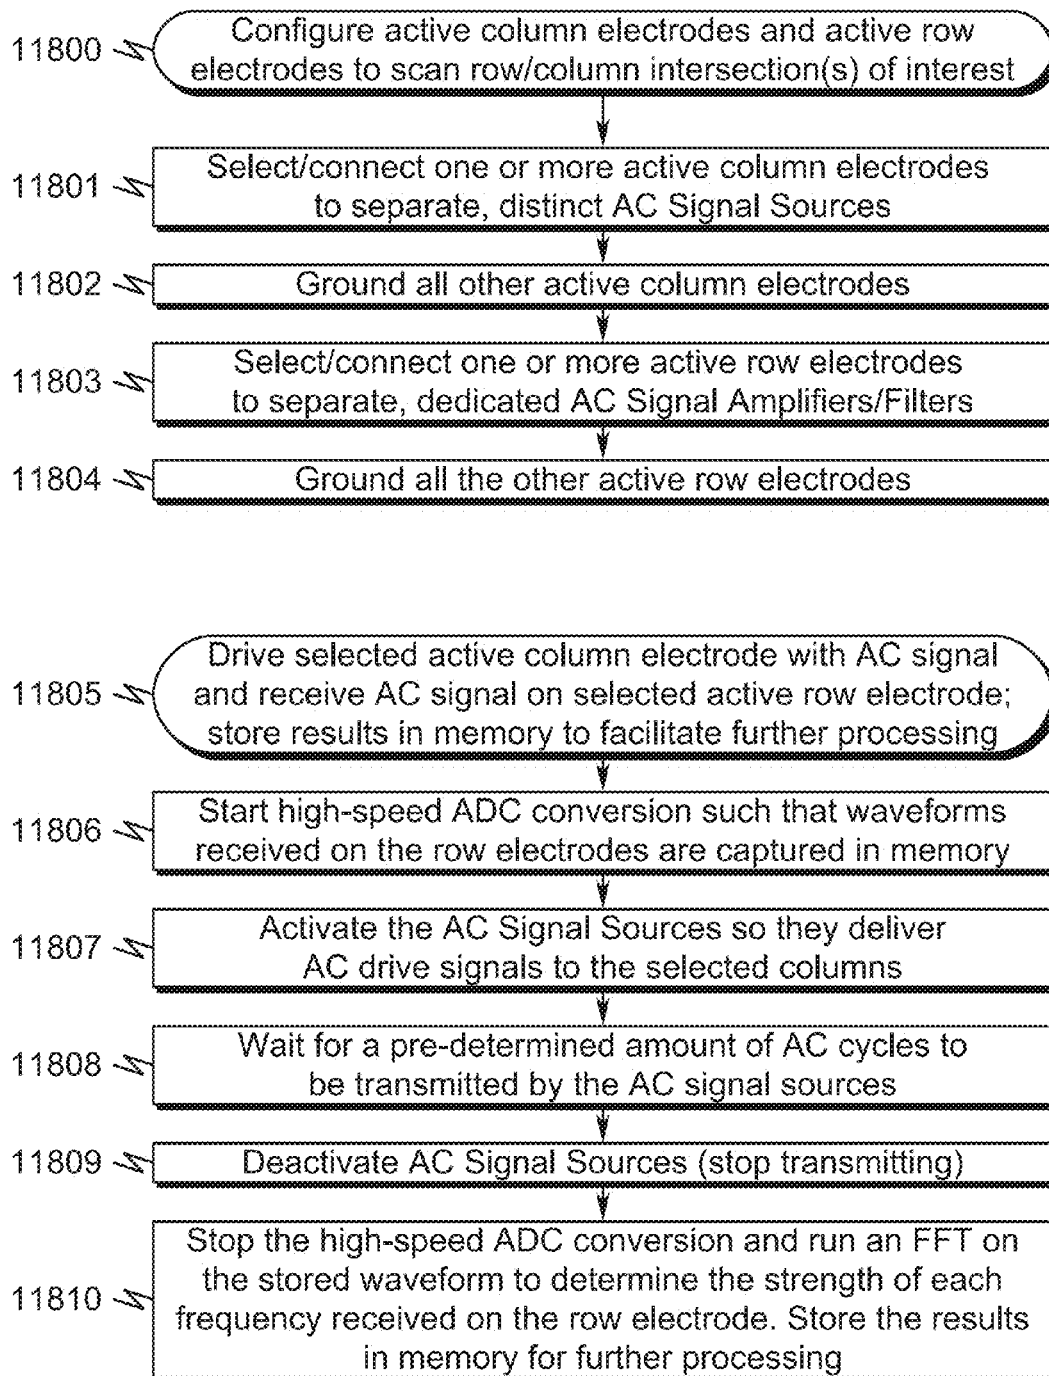 11800
Configure active column electrodes and active row
electrodes to scan row/column intersection(s) of interest
11801
Select/connect one or more active column electrodes
to separate, distinct AC Signal Sources
11802
Ground all other active column electrodes
11803
Select/connect one or more active row electrodes
to separate, dedicated AC Signal Amplifiers/Filters
11804
Ground all the other active row electrodes
11805
Drive selected active column electrode with AC signal
and receive AC signal on selected active row electrode;
store results in memory to facilitate further processing
11806
Start high-speed ADC conversion such that waveforms
received on the row electrodes are captured in memory
11807
Activate the AC Signal Sources so they deliver
AC drive signals to the selected columns
11808
Wait for a pre-determined amount of AC cycles to
be transmitted by the AC signal sources
11809
Deactivate AC Signal Sources (stop transmitting)
11810
Stop the high-speed ADC conversion and run an FFT on
the stored waveform to determine the strength of each
frequency received on the row electrode. Store the results
in memory for further processing